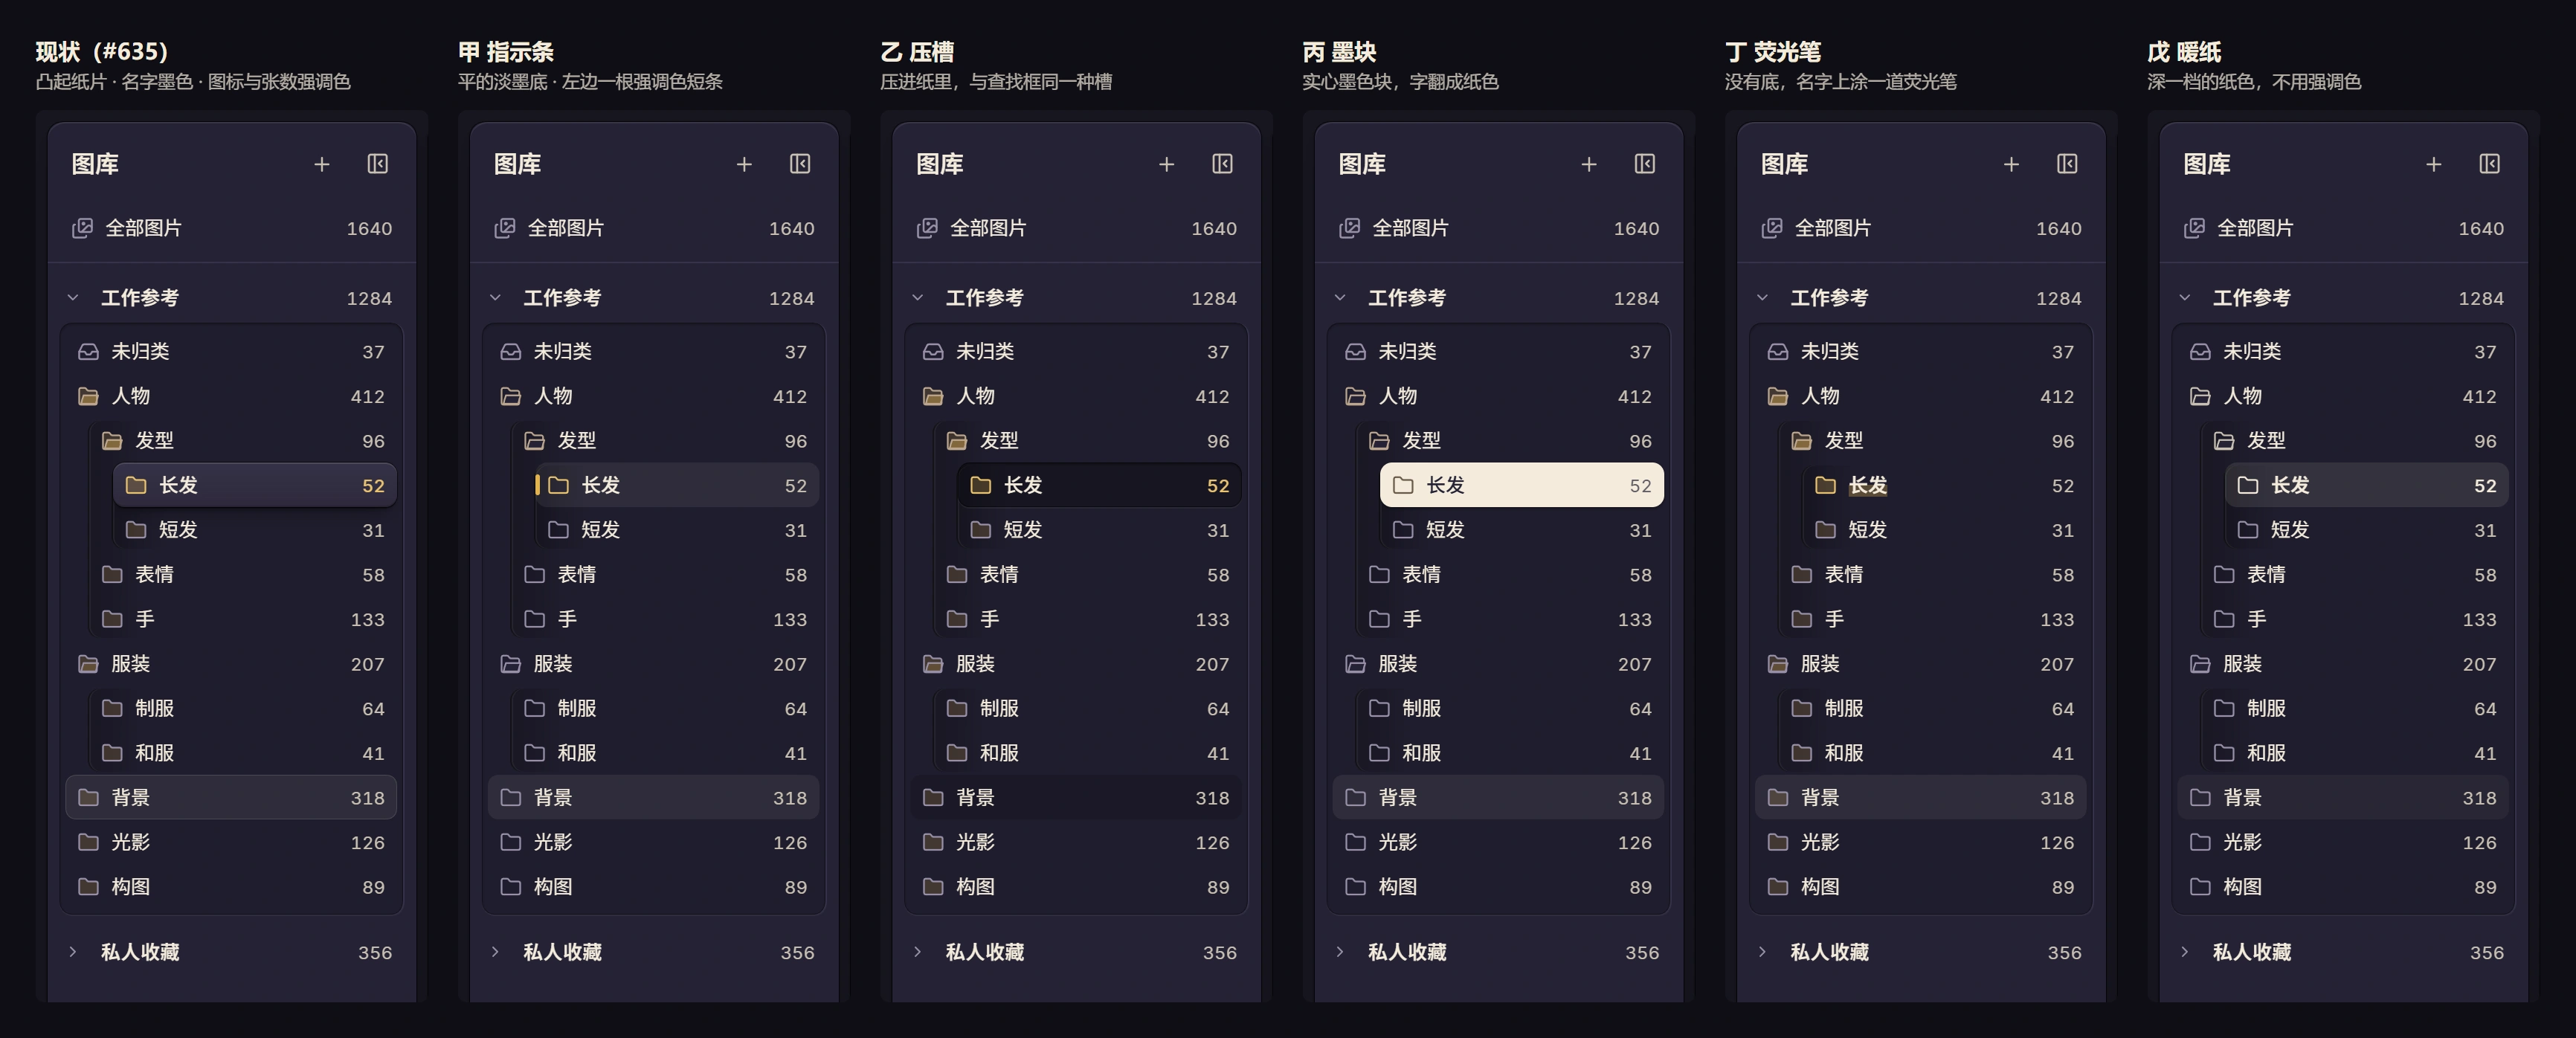 现状（#635）
凸起纸片 · 名字墨色 · 图标与张数强调色
图库
全部图片 1640
工作参考 1284
未归类 37
人物 412
发型 96
长发 52
短发 31
表情 58
手 133
服装 207
制服 64
和服 41
背景 318
光影 126
构图 89
私人收藏 356
甲 指示条
平的淡墨底 · 左边一根强调色短条
图库
全部图片 1640
工作参考 1284
未归类 37
人物 412
发型 96
长发 52
短发 31
表情 58
手 133
服装 207
制服 64
和服 41
背景 318
光影 126
构图 89
私人收藏 356
乙 压槽
压进纸里，与查找框同一种槽
图库
全部图片 1640
工作参考 1284
未归类 37
人物 412
发型 96
长发 52
短发 31
表情 58
手 133
服装 207
制服 64
和服 41
背景 318
光影 126
构图 89
私人收藏 356
丙 墨块
实心墨色块，字翻成纸色
图库
全部图片 1640
工作参考 1284
未归类 37
人物 412
发型 96
长发 52
短发 31
表情 58
手 133
服装 207
制服 64
和服 41
背景 318
光影 126
构图 89
私人收藏 356
丁 荧光笔
没有底，名字上涂一道荧光笔
图库
全部图片 1640
工作参考 1284
未归类 37
人物 412
发型 96
长发 52
短发 31
表情 58
手 133
服装 207
制服 64
和服 41
背景 318
光影 126
构图 89
私人收藏 356
戊 暖纸
深一档的纸色，不用强调色
图库
全部图片 1640
工作参考 1284
未归类 37
人物 412
发型 96
长发 52
短发 31
表情 58
手 133
服装 207
制服 64
和服 41
背景 318
光影 126
构图 89
私人收藏 356